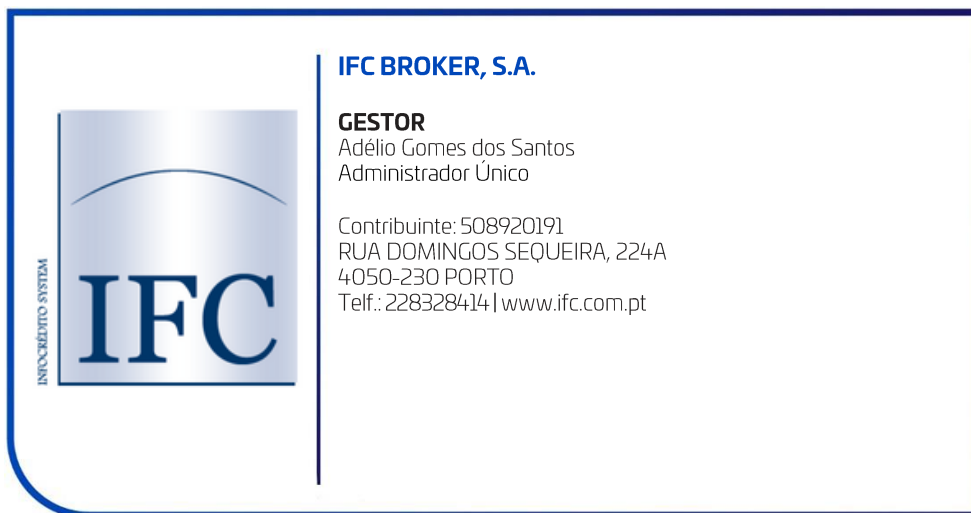 INFOCRÉDITO SYSTEM
IFC
IFC BROKER, S.A.
GESTOR
Adélio Gomes dos Santos
Administrador Único
Contribuinte: 508920191
RUA DOMINGOS SEQUEIRA, 224A
4050-230 PORTO
Telf.: 228328414 | www.ifc.com.pt